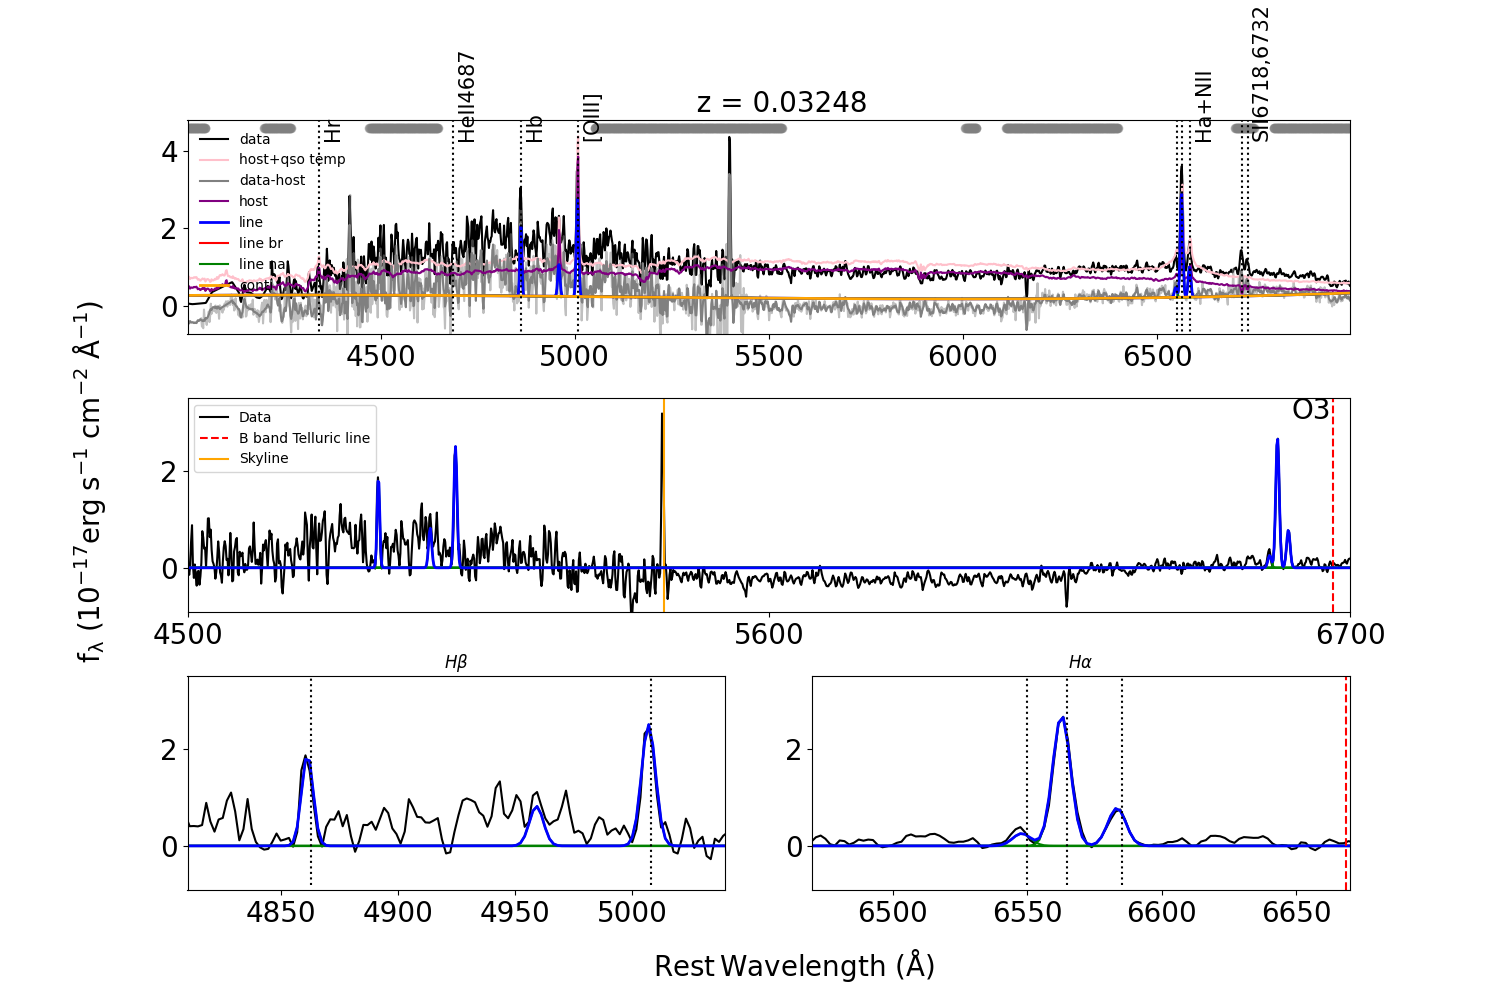 z = 0.03248
Hr
HeII4687
Hb
[OIII]
Ha+NII
SII6718,6732
data
host+qso temp
data-host
host
line
line br
line na
conti
4
2
0
4500 5000 5500 6000 6500
O3
Data
B band Telluric line
Skyline
2
0
4500 5600 6700
Hβ
2
0
4850 4900 4950 5000
Hα
2
0
6500 6550 6600 6650
fλ (10⁻¹⁷erg s⁻¹ cm⁻² Å⁻¹)
Rest Wavelength (Å)